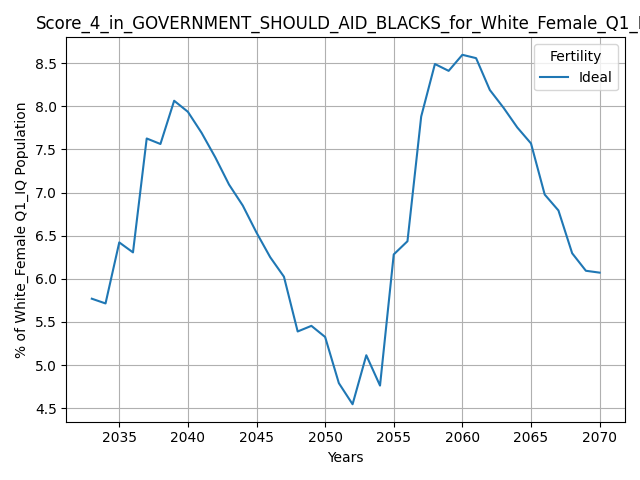 Score_4_in_GOVERNMENT_SHOULD_AID_BLACKS_for_White_Female_Q1_I
Fertility
Ideal
% of White_Female Q1_IQ Population
8.5
8.0
7.5
7.0
6.5
6.0
5.5
5.0
4.5
2035 2040 2045 2050 2055 2060 2065 2070
Years